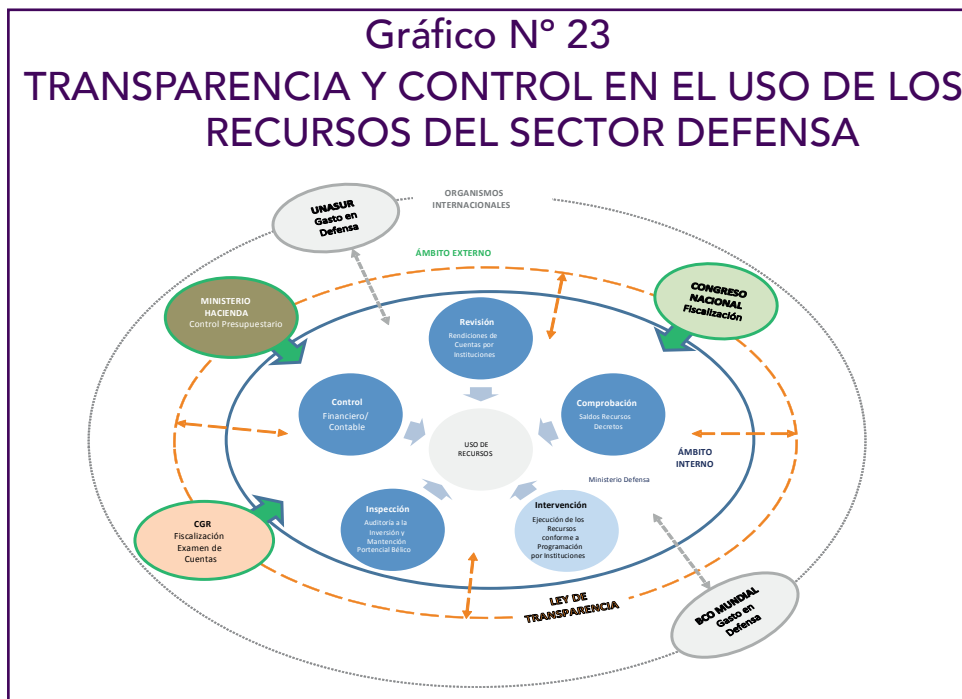 Gráfico Nº 23
TRANSPARENCIA Y CONTROL EN EL USO DE LOS
RECURSOS DEL SECTOR DEFENSA
ORGANISMOS
INTERNACIONALES
UNASUR
Gasto en
Defensa
ÁMBITO EXTERNO
MINISTERIO
HACIENDA
Control Presupuestario
CONGRESO
NACIONAL
Fiscalización
Revisión
Rendiciones de
Cuentas por
Instituciones
Control
Financiero/
Contable
Comprobación
Saldos Recursos
Decretos
USO DE
RECURSOS
ÁMBITO
INTERNO
Ministerio Defensa
Inspección
Auditoría a la
Inversión y
Mantención
Portencial Bélico
Intervención
Ejecución de los
Recursos
conforme a
Programación
por Instituciones
CGR
Fiscalización
Examen de
Cuentas
LEY DE
TRANSPARENCIA
BCO MUNDIAL
Gasto en
Defensa